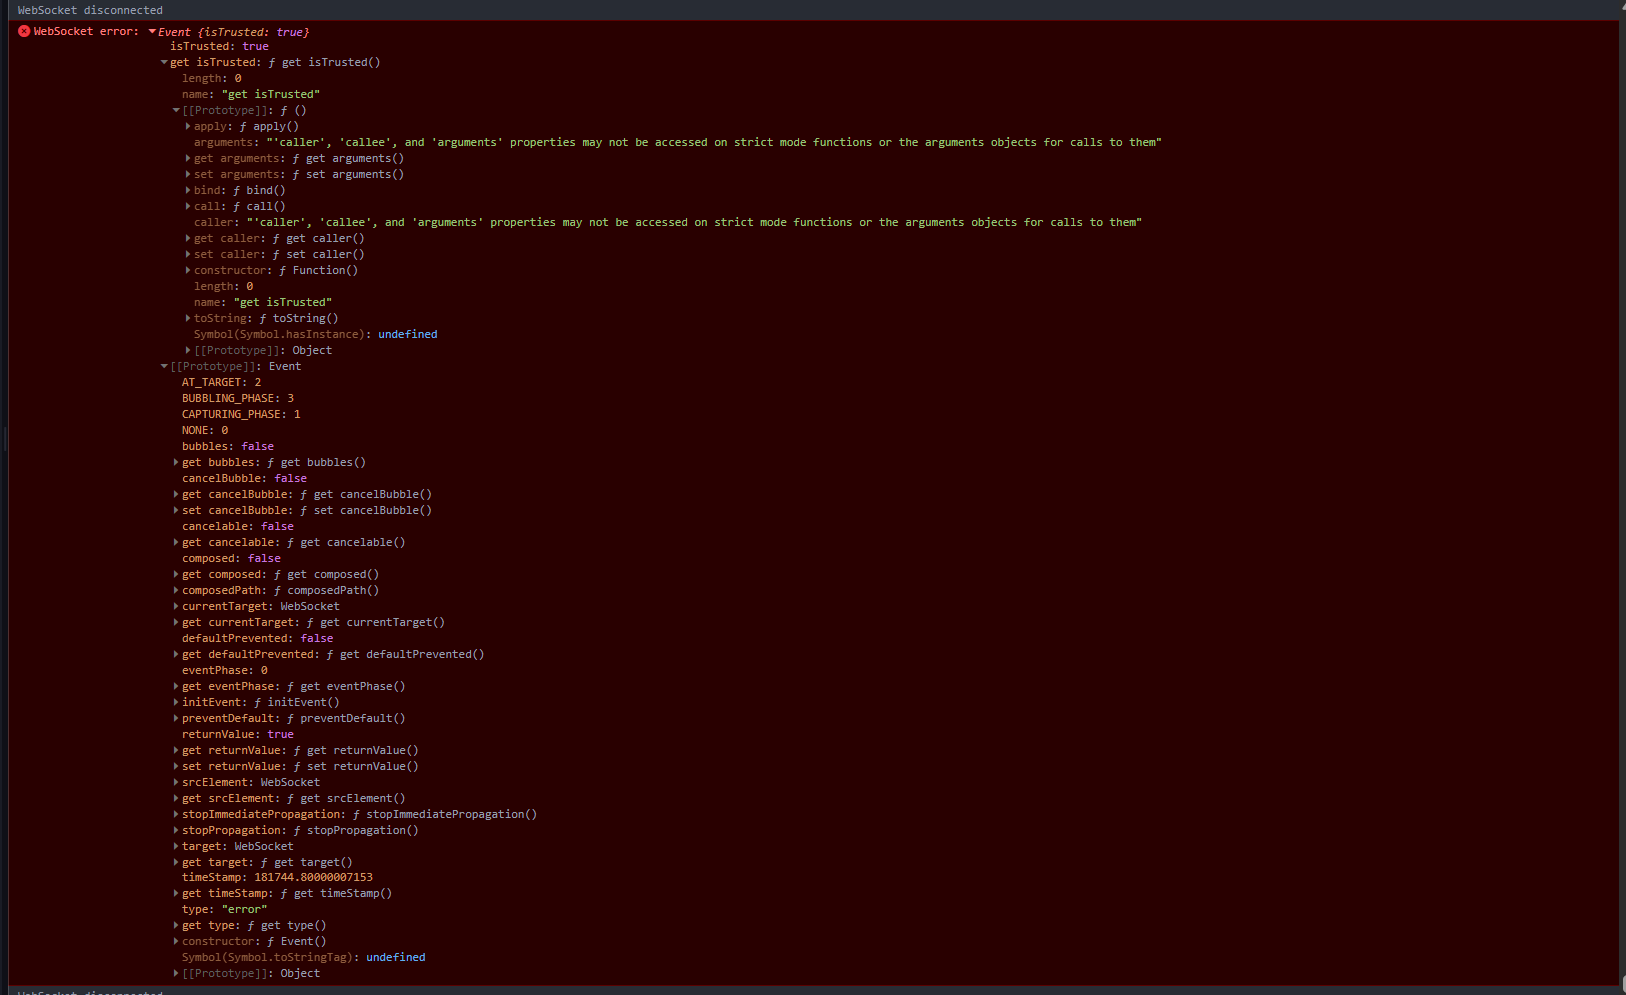 WebSocket disconnected
WebSocket error: Event {isTrusted: true}
isTrusted: true
get isTrusted: ƒ get isTrusted()
length: 0
name: "get isTrusted"
[[Prototype]]: ƒ ()
apply: ƒ apply()
arguments: "'caller', 'callee', and 'arguments' properties may not be accessed on strict mode functions or the arguments objects for calls to them"
get arguments: ƒ get arguments()
set arguments: ƒ set arguments()
bind: ƒ bind()
call: ƒ call()
caller: "'caller', 'callee', and 'arguments' properties may not be accessed on strict mode functions or the arguments objects for calls to them"
get caller: ƒ get caller()
set caller: ƒ set caller()
constructor: ƒ Function()
length: 0
name: "get isTrusted"
toString: ƒ toString()
Symbol(Symbol.hasInstance): undefined
[[Prototype]]: Object
[[Prototype]]: Event
AT_TARGET: 2
BUBBLING_PHASE: 3
CAPTURING_PHASE: 1
NONE: 0
bubbles: false
get bubbles: ƒ get bubbles()
cancelBubble: false
get cancelBubble: ƒ get cancelBubble()
set cancelBubble: ƒ set cancelBubble()
cancelable: false
get cancelable: ƒ get cancelable()
composed: false
get composed: ƒ get composed()
composedPath: ƒ composedPath()
currentTarget: WebSocket
get currentTarget: ƒ get currentTarget()
defaultPrevented: false
get defaultPrevented: ƒ get defaultPrevented()
eventPhase: 0
get eventPhase: ƒ get eventPhase()
initEvent: ƒ initEvent()
preventDefault: ƒ preventDefault()
returnValue: true
get returnValue: ƒ get returnValue()
set returnValue: ƒ set returnValue()
srcElement: WebSocket
get srcElement: ƒ get srcElement()
stopImmediatePropagation: ƒ stopImmediatePropagation()
stopPropagation: ƒ stopPropagation()
target: WebSocket
get target: ƒ get target()
timeStamp: 181744.80000007153
get timeStamp: ƒ get timeStamp()
type: "error"
get type: ƒ get type()
constructor: ƒ Event()
Symbol(Symbol.toStringTag): undefined
[[Prototype]]: Object
WebSocket disconnected